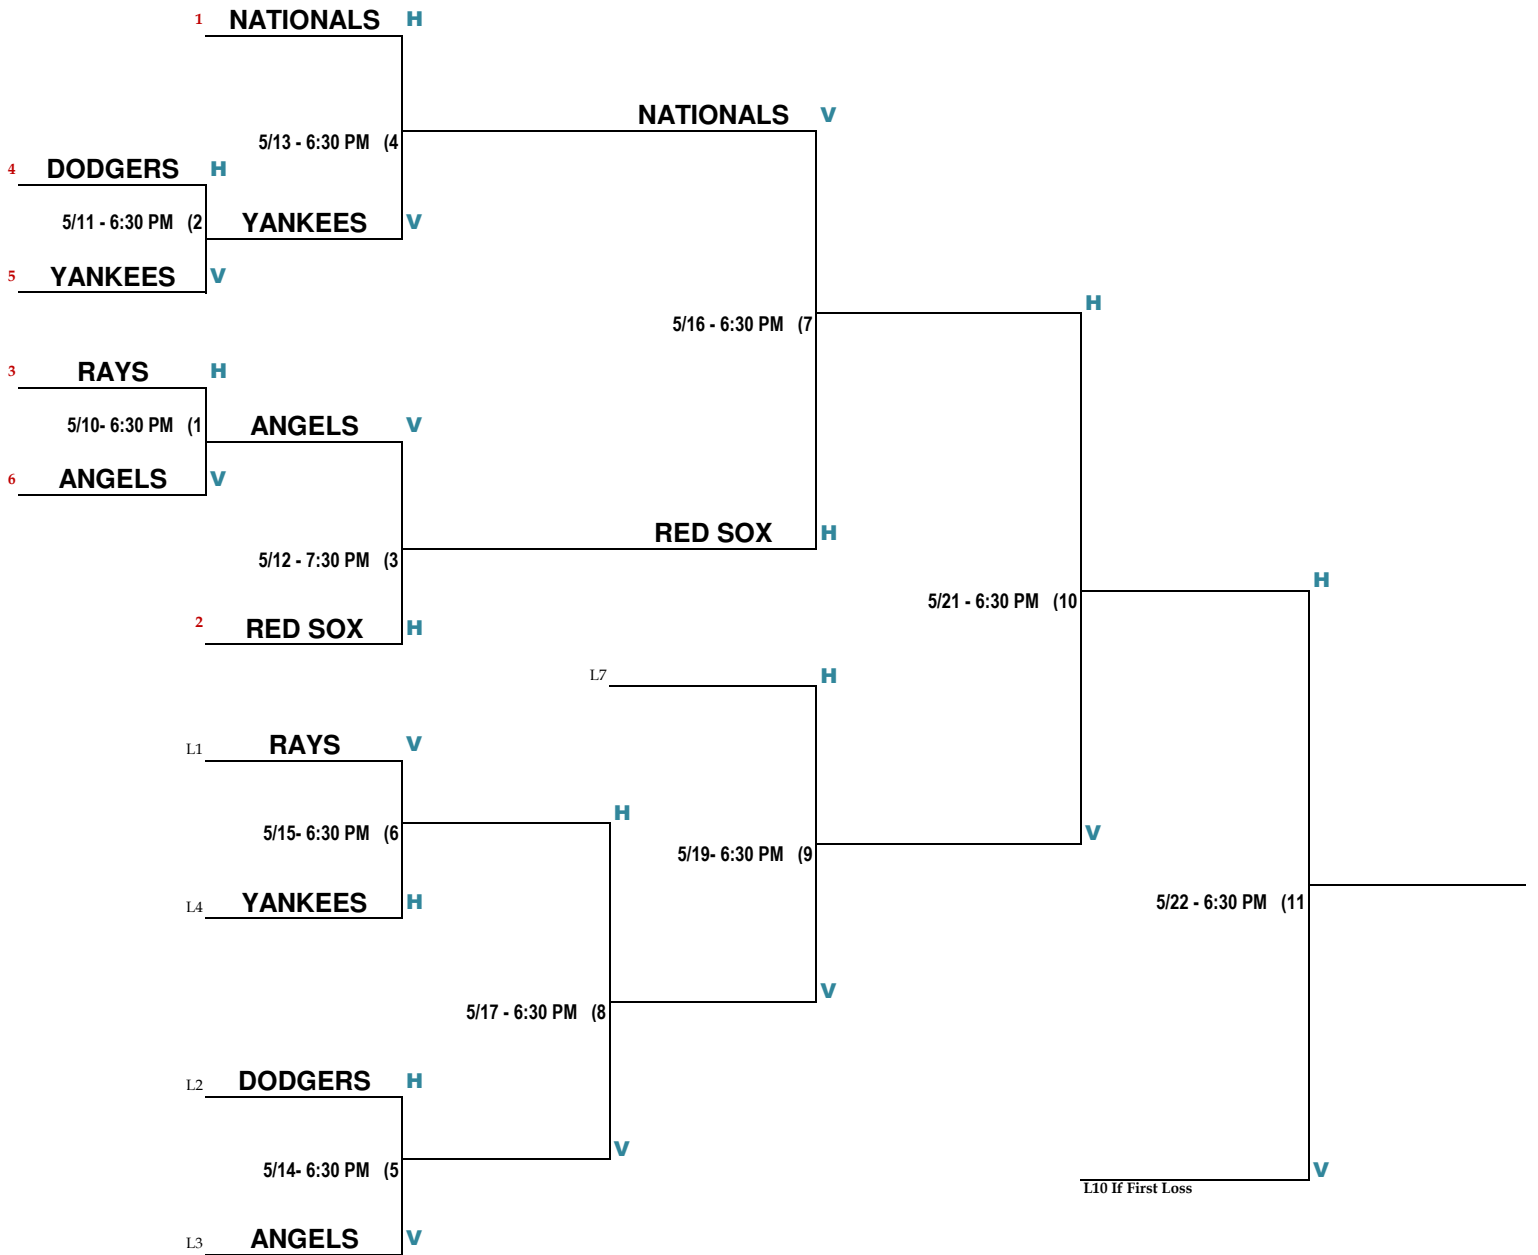 1 NATIONALS H
NATIONALS V
5/13 - 6:30 PM (4
4 DODGERS H
5/11 - 6:30 PM (2
YANKEES V
5 YANKEES V
H
5/16 - 6:30 PM (7
3 RAYS H
5/10- 6:30 PM (1
ANGELS V
6 ANGELS V
RED SOX H
5/12 - 7:30 PM (3
H
5/21 - 6:30 PM (10
2 RED SOX H
L7 H
L1 RAYS V
H
5/15- 6:30 PM (6
V
5/19- 6:30 PM (9
L4 YANKEES H
5/22 - 6:30 PM (11
V
5/17 - 6:30 PM (8
L2 DODGERS H
V
5/14- 6:30 PM (5
V
L10 If First Loss
L3 ANGELS V